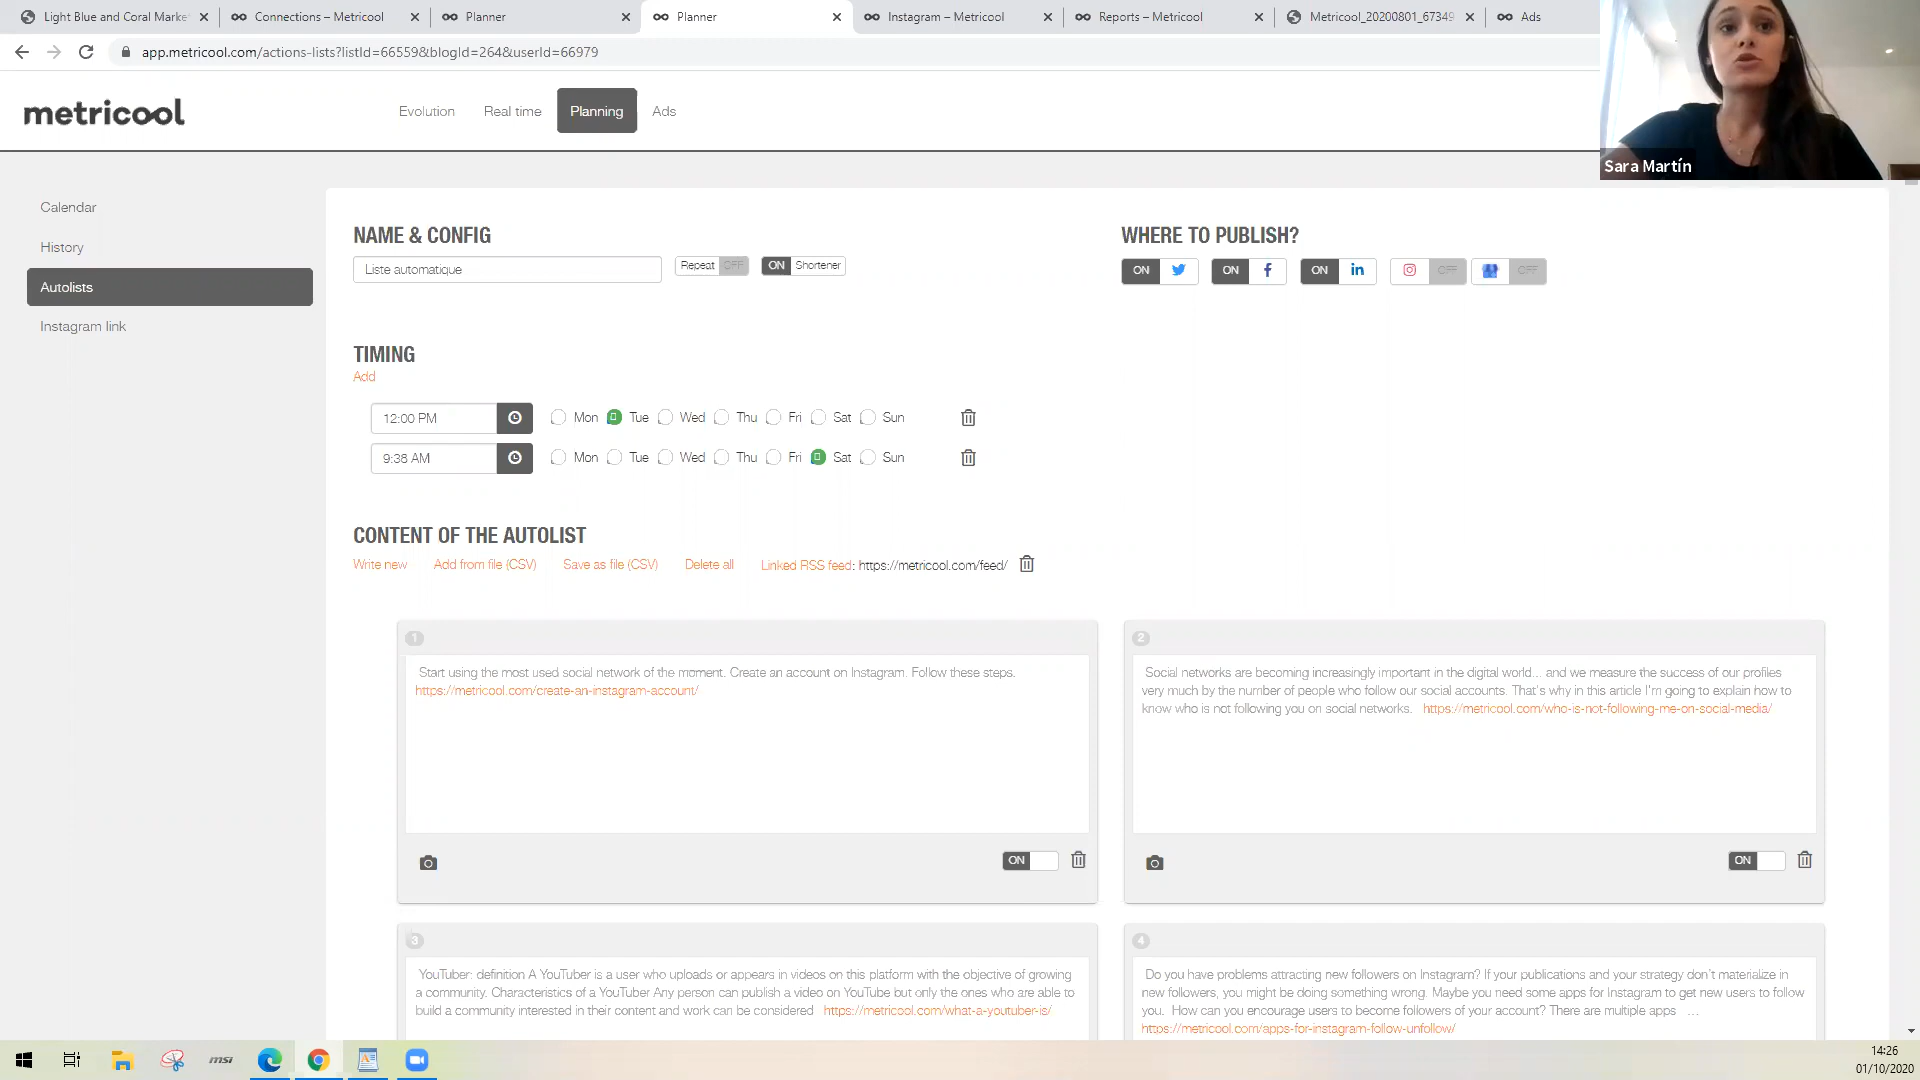 Light Blue and Coral Marke
Connections – Metricool
Planner
Planner
Instagram – Metricool
Reports – Metricool
Metricool_20200801_67349
Ads
app.metricool.com/actions-lists?listId=66559&blogId=264&userId=66979
metricool
Evolution
Real time
Planning
Ads
Sara Martín
Calendar
History
Autolists
Instagram link
NAME & CONFIG
Liste automatique
Repeat OFF
ON Shortener
WHERE TO PUBLISH?
ON
ON
ON
OFF
OFF
TIMING
Add
12:00 PM
Mon Tue Wed Thu Fri Sat Sun
9:38 AM
Mon Tue Wed Thu Fri Sat Sun
CONTENT OF THE AUTOLIST
Write new
Add from file (CSV)
Save as file (CSV)
Delete all
Linked RSS feed: https://metricool.com/feed/
1
Start using the most used social network of the moment. Create an account on Instagram. Follow these steps.
https://metricool.com/create-an-instagram-account/
ON
2
Social networks are becoming increasingly important in the digital world... and we measure the success of our profiles
very much by the number of people who follow our social accounts. That's why in this article I'm going to explain how to
know who is not following you on social networks. https://metricool.com/who-is-not-following-me-on-social-media/
ON
3
YouTuber: definition A YouTuber is a user who uploads or appears in videos on this platform with the objective of growing
a community. Characteristics of a YouTuber Any person can publish a video on YouTube but only the ones who are able to
build a community interested in their content and work can be considered https://metricool.com/what-a-youtuber-is/
4
Do you have problems attracting new followers on Instagram? If your publications and your strategy don't materialize in
new followers, you might be doing something wrong. Maybe you need some apps for Instagram to get new users to follow
you. How can you encourage users to become followers of your account? There are multiple apps ...
https://metricool.com/apps-for-instagram-follow-unfollow/
msi
14:26
01/10/2020